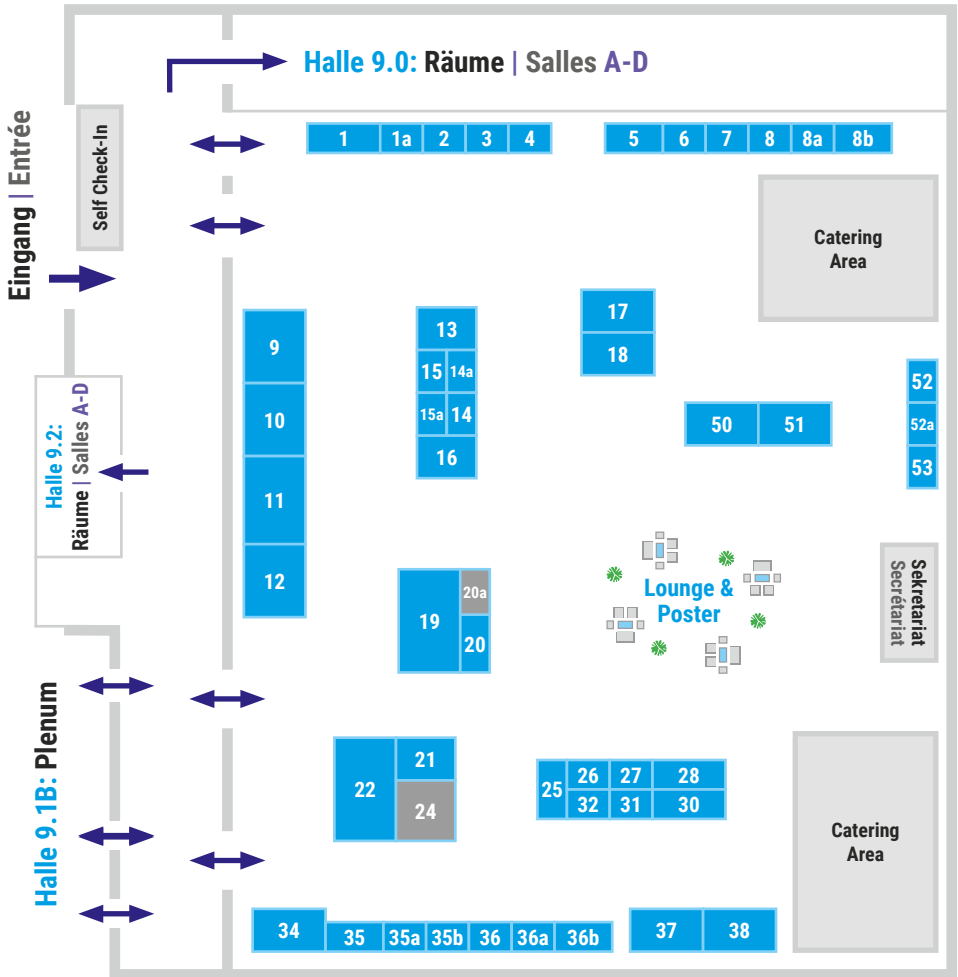 Halle 9.0: Räume | Salles A-D
Eingang | Entrée
Self Check-In
1 1a 2 3 4
5 6 7 8 8a 8b
Catering
Area
9
10
11
12
13
15 14a
15a 14
16
17
18
50 51
52
52a
53
Halle 9.2:
Räume | Salles A-D
19
20a
20
Lounge &
Poster
Sekretariat
Secrétariat
Halle 9.1B: Plenum
22
21
24
25
26 27 28
32 31 30
Catering
Area
34 35 35a 35b 36 36a 36b
37 38